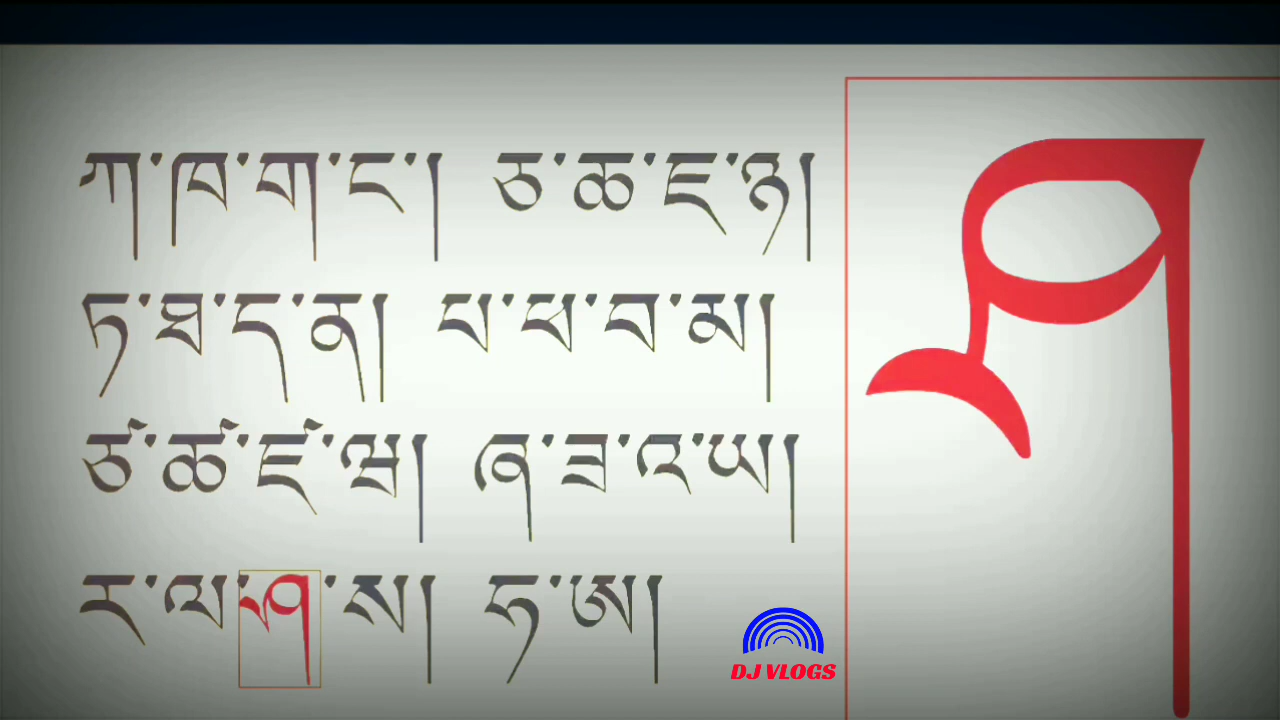 ཀ་ཁ་ག་ང་། ཅ་ཆ་ཇ་ཉ།
ཏ་ཐ་ད་ན། པ་ཕ་བ་མ།
ཙ་ཚ་ཛ་ཝ། ཞ་ཟ་འ་ཡ།
ར་ལ་ཤ་ས། ཧ་ཨ།
ཤ
DJ VLOGS